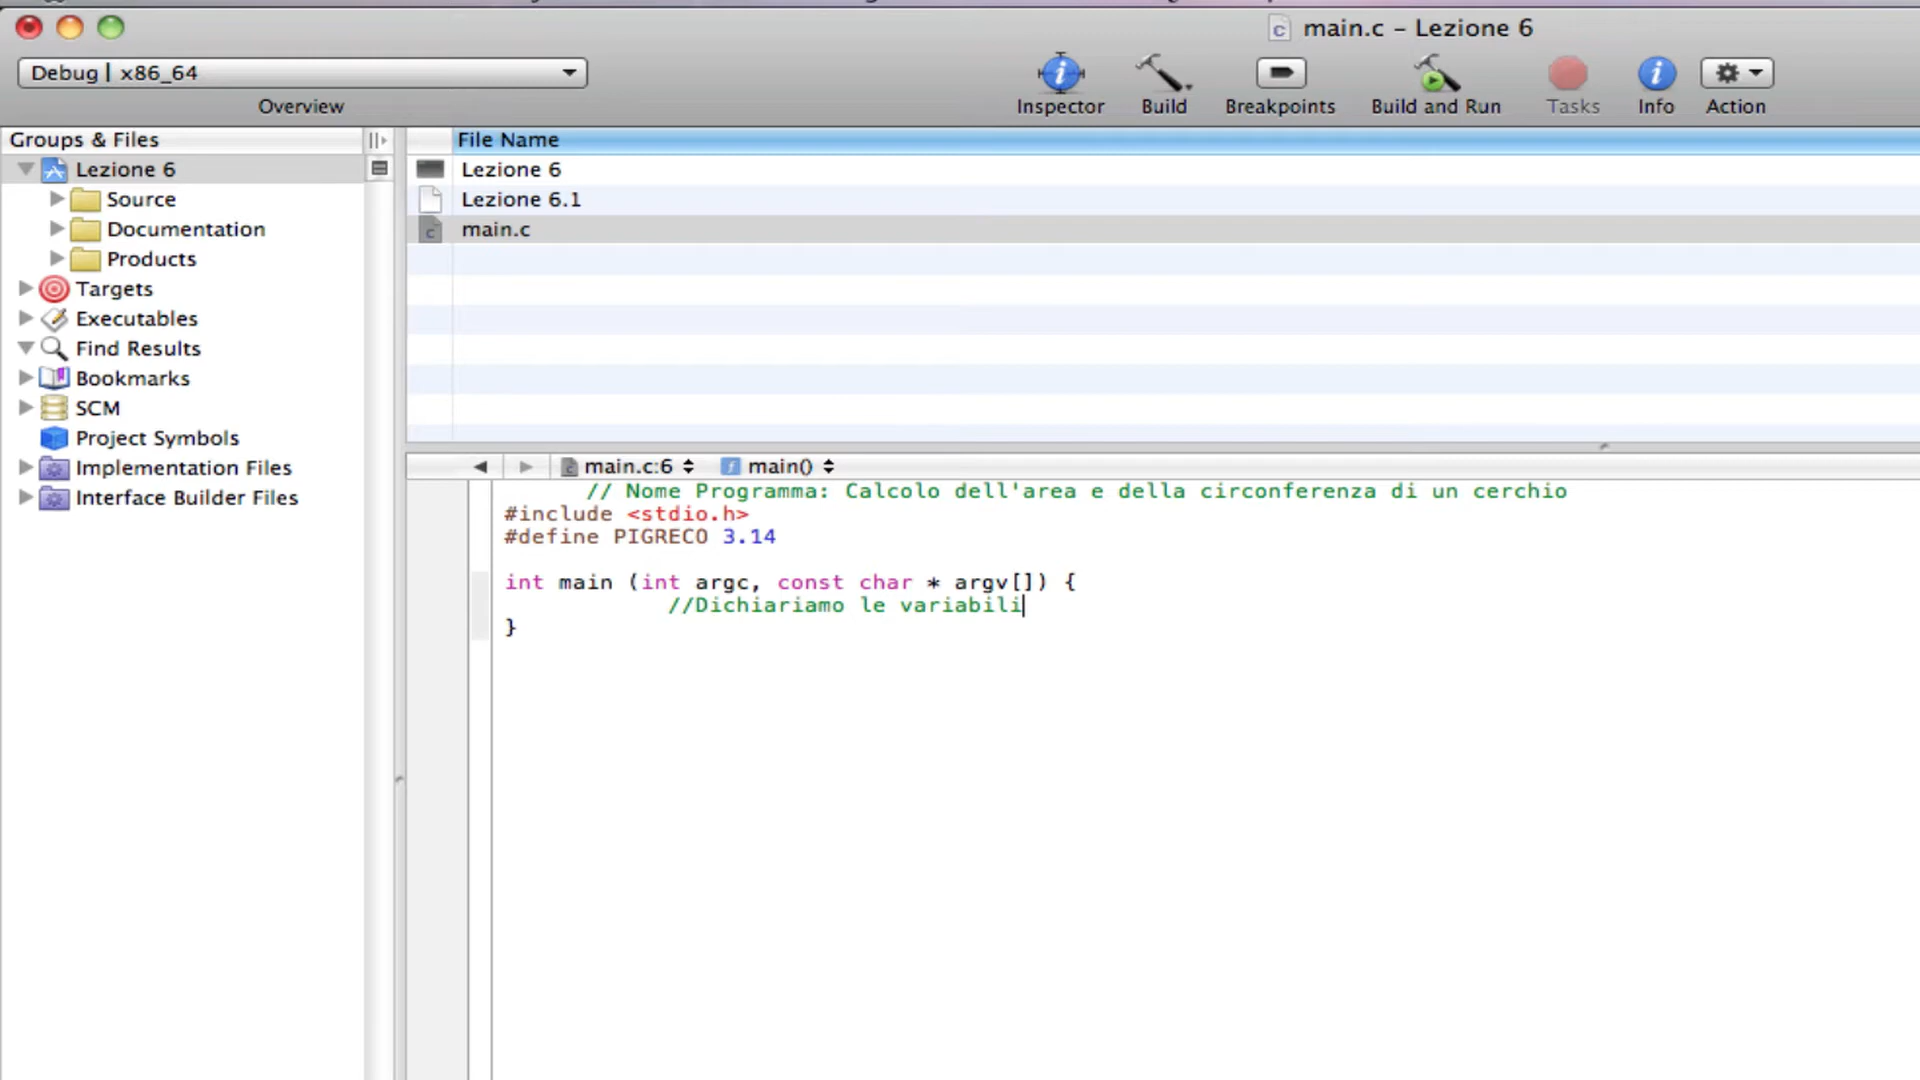 main.c – Lezione 6
Debug | x86_64
Overview
Inspector
Build
Breakpoints
Build and Run
Tasks
Info
Action
Groups & Files
Lezione 6
Source
Documentation
Products
Targets
Executables
Find Results
Bookmarks
SCM
Project Symbols
Implementation Files
Interface Builder Files
File Name
Lezione 6
Lezione 6.1
main.c
main.c:6
main()
// Nome Programma: Calcolo dell'area e della circonferenza di un cerchio
#include <stdio.h>
#define PIGRECO 3.14
int main (int argc, const char * argv[]) {
//Dichiariamo le variabili
}